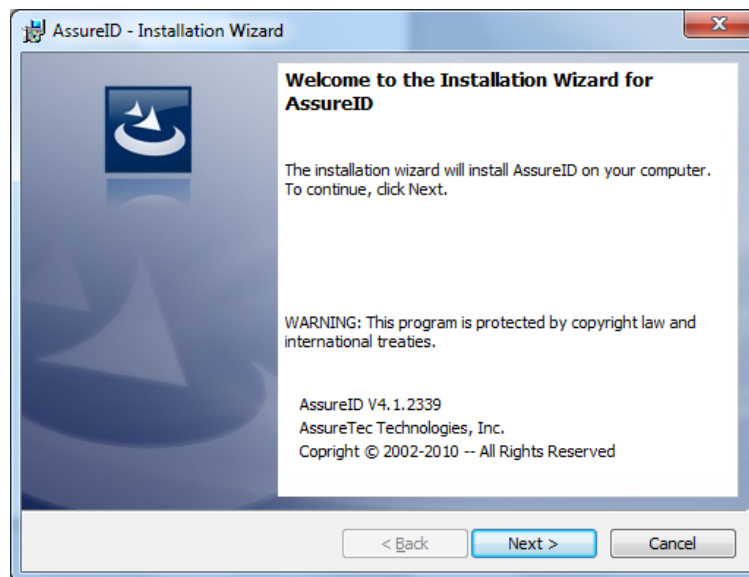 AssureID - Installation Wizard
X
Welcome to the Installation Wizard for
AssureID
The installation wizard will install AssureID on your computer.
To continue, click Next.
WARNING: This program is protected by copyright law and
international treaties.
AssureID V4.1.2339
AssureTec Technologies, Inc.
Copright © 2002-2010 -- All Rights Reserved
< Back
Next >
Cancel